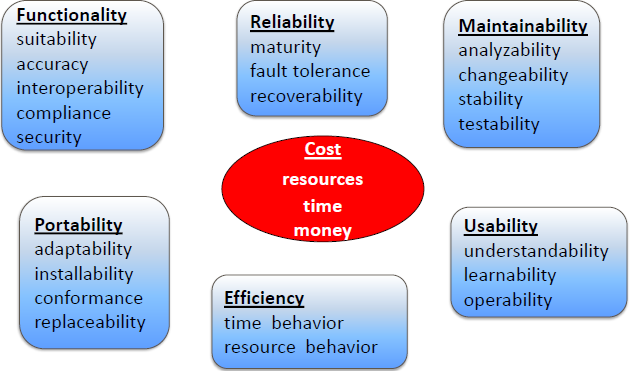 Functionality
suitability
accuracy
interoperability
compliance
security
Reliability
maturity
fault tolerance
recoverability
Maintainability
analyzability
changeability
stability
testability
Cost
resources
time
money
Portability
adaptability
installability
conformance
replaceability
Efficiency
time behavior
resource behavior
Usability
understandability
learnability
operability